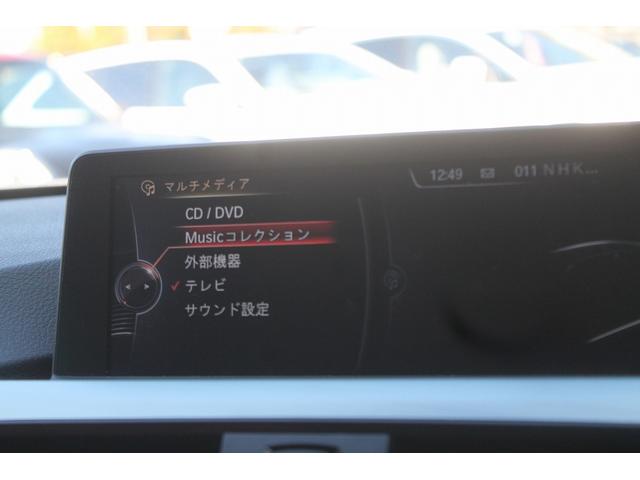 マルチメディア
12:49 011 NHK...
CD / DVD
Musicコレクション
外部機器
✓ テレビ
サウンド設定